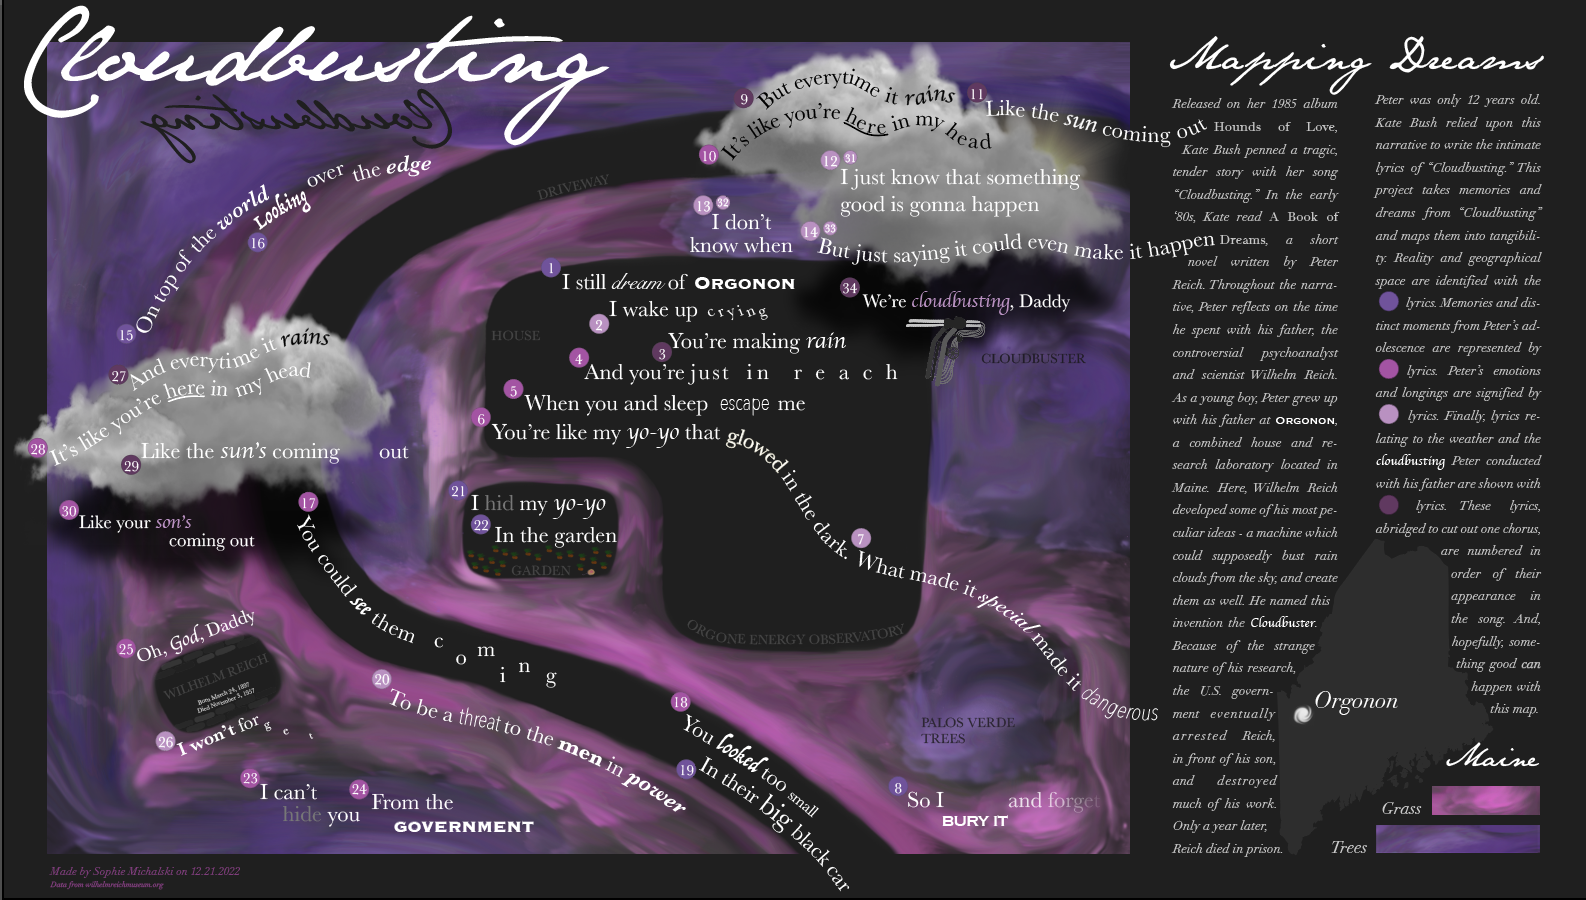 Cloudbusting
Cloudbusting
9 But everytime it rains
10 It's like you're here in my head
11 Like the sun coming out
12 31 I just know that something
good is gonna happen
13 32 I don't
know when
14 33 But just saying it could even make it happen
15 On top of the world
16 Looking over the edge
DRIVEWAY
1 I still dream of ORGONON
2 I wake up crying
3 You're making rain
4 And you're just in reach
5 When you and sleep escape me
6 You're like my yo-yo that glowed in the dark.
7 What made it special made it dangerous
HOUSE
34 We're cloudbusting, Daddy
CLOUDBUSTER
27 And everytime it rains
28 It's like you're here in my head
29 Like the sun's coming out
30 Like your son's
coming out
17 You could see them coming
21 I hid my yo-yo
22 In the garden
GARDEN
ORGONE ENERGY OBSERVATORY
25 Oh, God, Daddy
WILHELM REICH
Born March 24, 1897
Died November 3, 1957
26 I won't forget
20 To be a threat to the men in power
18 You looked too small
19 In their big black car
23 I can't
hide you
24 From the
GOVERNMENT
PALOS VERDE
TREES
8 So I
BURY IT
and forget
Made by Sophie Michalski on 12.21.2022
Data from wilhelmreichmuseum.org
Mapping Dreams
Released on her 1985 album
Hounds of Love,
Kate Bush penned a tragic,
tender story with her song
“Cloudbusting.” In the early
‘80s, Kate read A Book of
Dreams, a short
novel written by Peter
Reich. Throughout the narra-
tive, Peter reflects on the time
he spent with his father, the
controversial psychoanalyst
and scientist Wilhelm Reich.
As a young boy, Peter grew up
with his father at ORGONON,
a combined house and re-
search laboratory located in
Maine. Here, Wilhelm Reich
developed some of his most pe-
culiar ideas - a machine which
could supposedly bust rain
clouds from the sky, and create
them as well. He named this
invention the Cloudbuster.
Because of the strange
nature of his research,
the U.S. govern-
ment eventually
arrested Reich,
in front of his son,
and destroyed
much of his work.
Only a year later,
Reich died in prison.
Peter was only 12 years old.
Kate Bush relied upon this
narrative to write the intimate
lyrics of “Cloudbusting.” This
project takes memories and
dreams from “Cloudbusting”
and maps them into tangibili-
ty. Reality and geographical
space are identified with the
lyrics. Memories and dis-
tinct moments from Peter's ad-
olescence are represented by
lyrics. Peter's emotions
and longings are signified by
lyrics. Finally, lyrics re-
lating to the weather and the
cloudbusting Peter conducted
with his father are shown with
lyrics. These lyrics,
abridged to cut out one chorus,
are numbered in
order of their
appearance in
the song. And,
hopefully, some-
thing good can
happen with
this map.
Orgonon
Maine
Grass
Trees